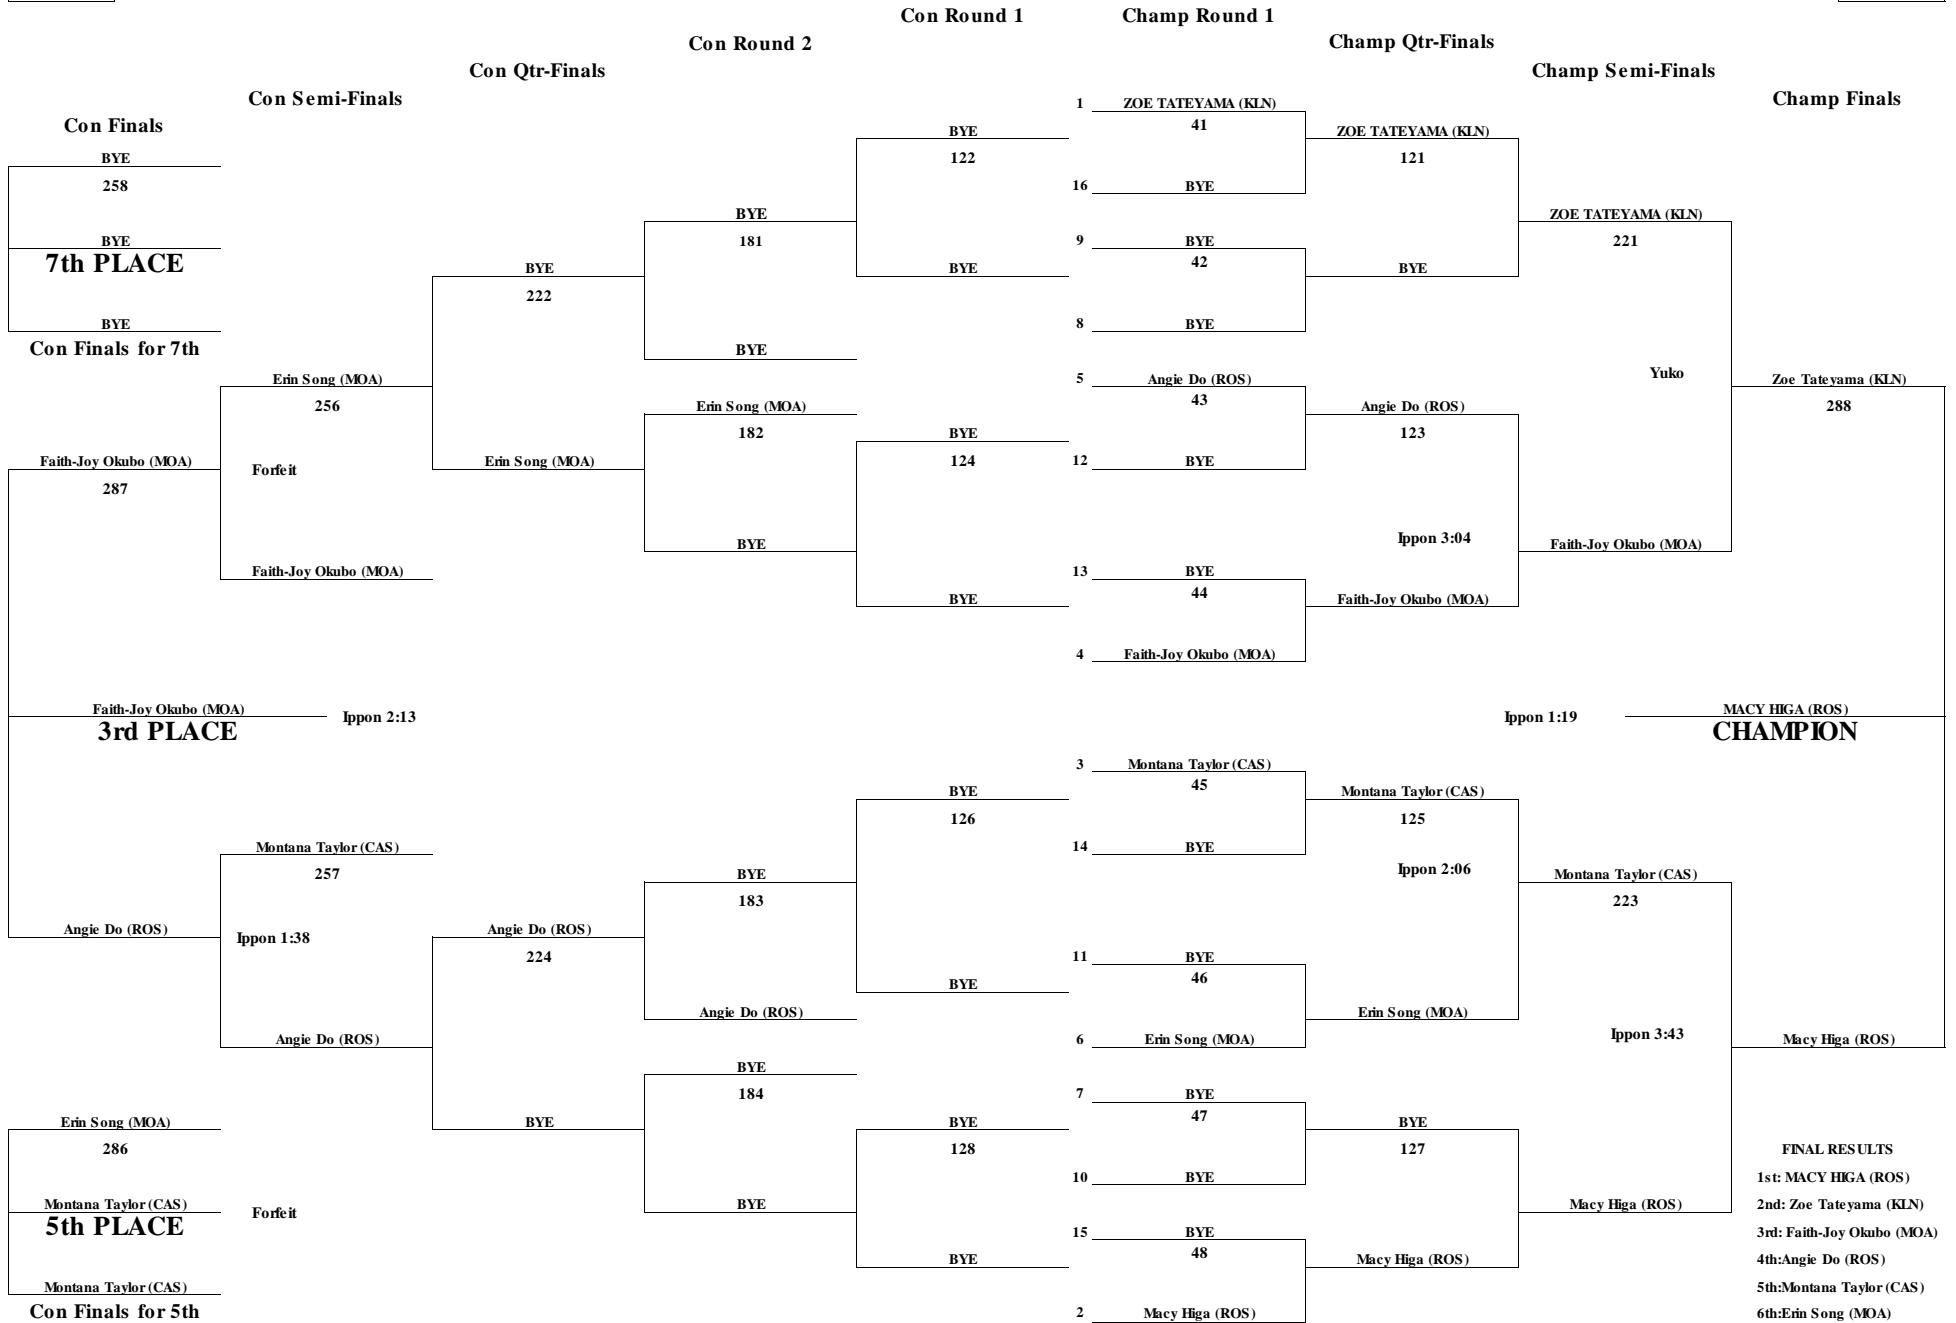 Con Round 1
Champ Round 1
Con Round 2
Champ Qtr-Finals
Con Qtr-Finals
Champ Semi-Finals
Con Semi-Finals
Champ Finals
Con Finals
1 ZOE TATEYAMA (KLN)
41
BYE
ZOE TATEYAMA (KLN)
122
121
BYE
258
16 BYE
BYE
ZOE TATEYAMA (KLN)
181
221
BYE
7th PLACE
9 BYE
42
BYE
BYE
BYE
222
BYE
Con Finals for 7th
8 BYE
BYE
Yuko
Erin Song (MOA)
256
5 Angie Do (ROS)
43
Zoe Tateyama (KLN)
288
Erin Song (MOA)
182
Angie Do (ROS)
123
BYE
124
Faith-Joy Okubo (MOA)
287
Forfeit
Erin Song (MOA)
12 BYE
Ippon 3:04
BYE
Faith-Joy Okubo (MOA)
Faith-Joy Okubo (MOA)
13 BYE
44
BYE
Faith-Joy Okubo (MOA)
4 Faith-Joy Okubo (MOA)
Faith-Joy Okubo (MOA)
3rd PLACE
Ippon 2:13
Ippon 1:19
MACY HIGA (ROS)
CHAMPION
3 Montana Taylor (CAS)
45
BYE
126
Montana Taylor (CAS)
125
Montana Taylor (CAS)
257
14 BYE
Ippon 2:06
BYE
183
Montana Taylor (CAS)
223
Angie Do (ROS)
Ippon 1:38
Angie Do (ROS)
224
11 BYE
46
BYE
Angie Do (ROS)
Erin Song (MOA)
Ippon 3:43
Angie Do (ROS)
6 Erin Song (MOA)
Macy Higa (ROS)
BYE
184
7 BYE
47
Erin Song (MOA)
286
BYE
BYE
128
BYE
127
FINAL RESULTS
10 BYE
1st: MACY HIGA (ROS)
Montana Taylor (CAS)
5th PLACE
Forfeit
BYE
Macy Higa (ROS)
2nd: Zoe Tateyama (KLN)
15 BYE
48
3rd: Faith-Joy Okubo (MOA)
BYE
Macy Higa (ROS)
4th:Angie Do (ROS)
Montana Taylor (CAS)
Con Finals for 5th
5th:Montana Taylor (CAS)
2 Macy Higa (ROS)
6th:Erin Song (MOA)